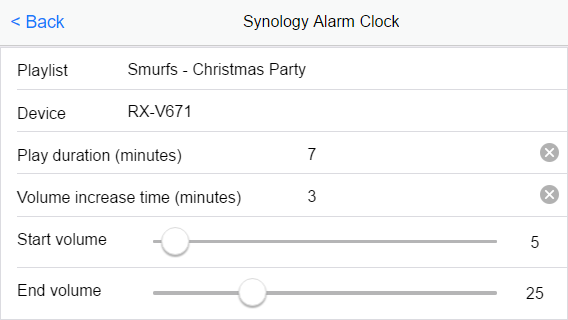 < Back Synology Alarm Clock
Playlist Smurfs - Christmas Party
Device RX-V671
Play duration (minutes) 7
Volume increase time (minutes) 3
Start volume 5
End volume 25